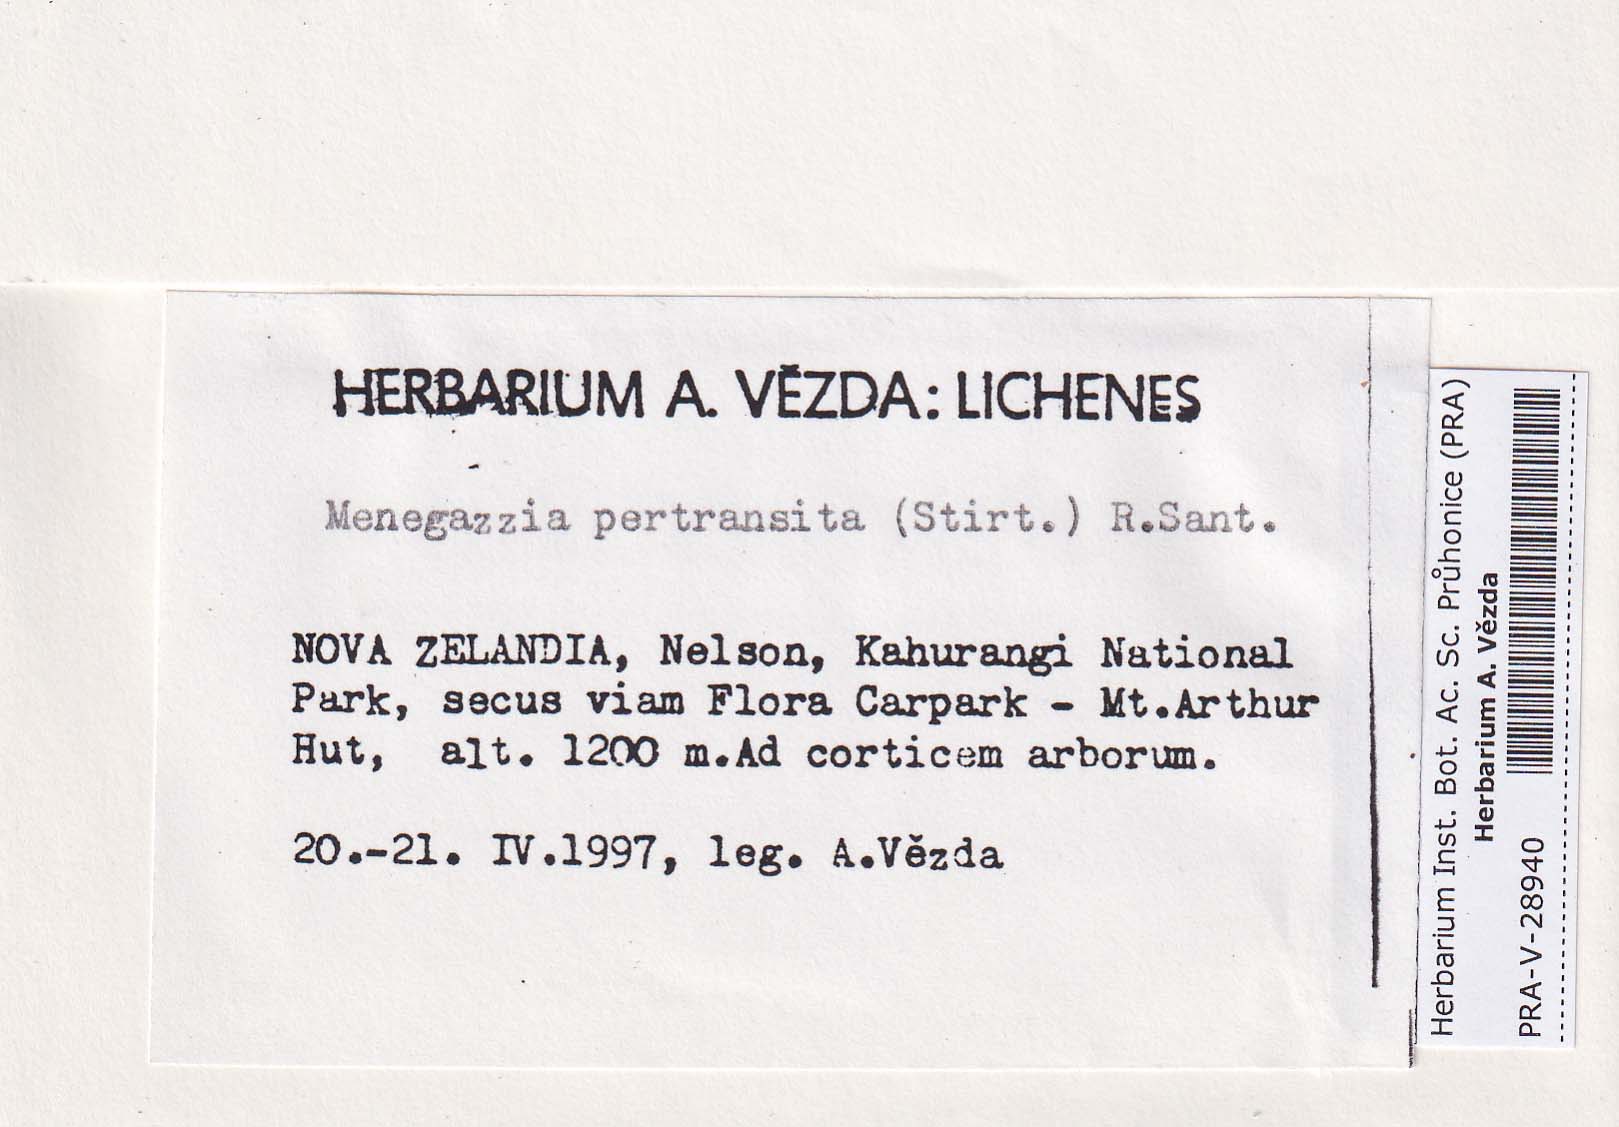 HERBARIUM A. VĚZDA: LICHENES
Menegazzia pertransita (Stirt.) R.Sant.
NOVA ZELANDIA, Nelson, Kahurangi National
Park, secus viam Flora Carpark - Mt.Arthur
Hut, alt. 1200 m.Ad corticem arborum.
20.-21. IV.1997, leg. A.Vězda
Herbarium Inst. Bot. Ac. Sc. Průhonice (PRA)
Herbarium A. Vězda
PRA-V-28940